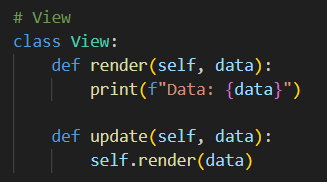 # View
class View:
    def render(self, data):
        print(f"Data: {data}")

    def update(self, data):
        self.render(data)